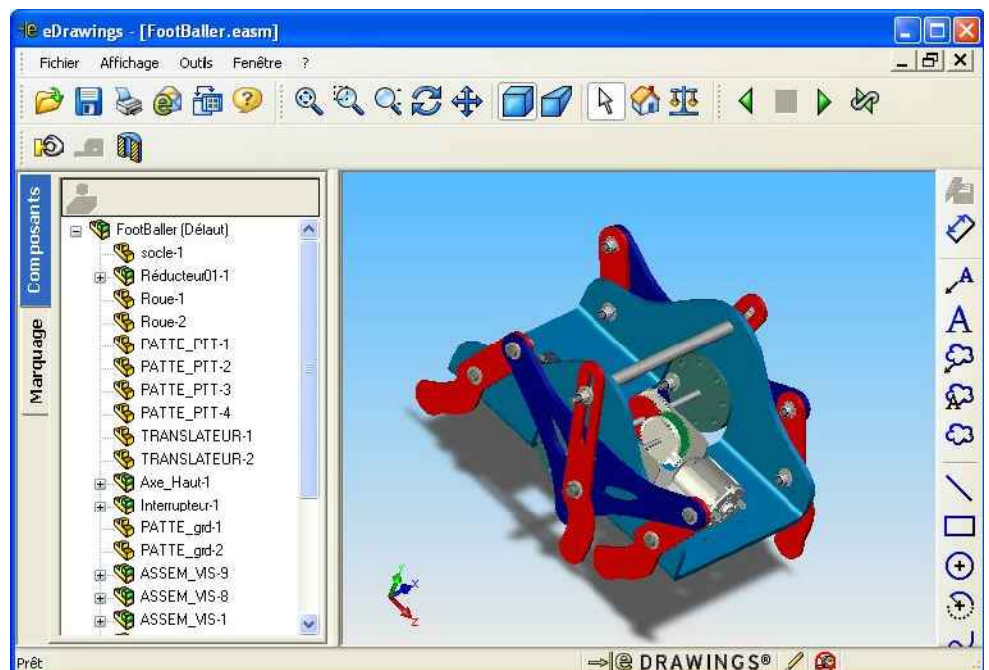 eDrawings - [FootBaller.easm]
Fichier Affichage Outils Fenêtre ?
Composants
Marquage
FootBaller (Délaut)
socle-1
Réducteur01-1
Roue-1
Roue-2
PATTE_PTT-1
PATTE_PTT-2
PATTE_PTT-3
PATTE_PTT-4
TRANSLATEUR-1
TRANSLATEUR-2
Axe_Haut-1
Interrupteur-1
PATTE_grd-1
PATTE_grd-2
ASSEM_VIS-9
ASSEM_VIS-8
ASSEM_VIS-1
Y
X
Z
A
A
A
Prêt
e DRAWINGS®